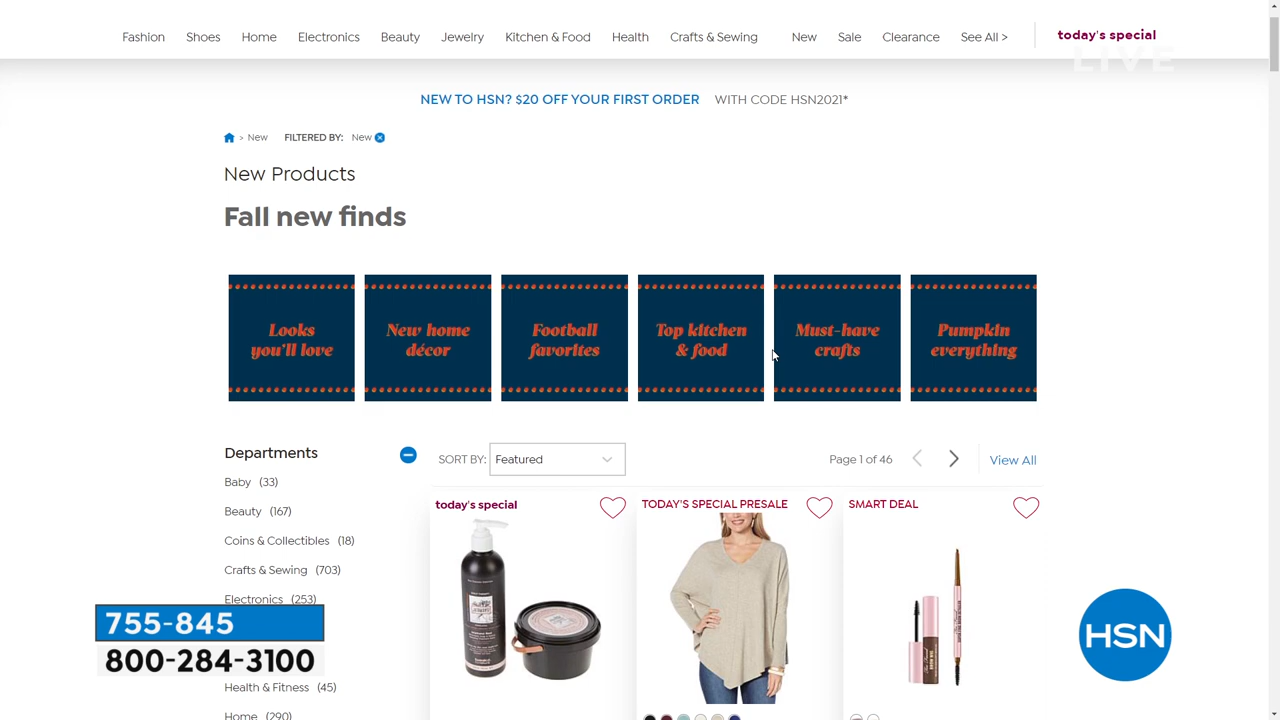 Fashion Shoes Home Electronics Beauty Jewelry Kitchen & Food Health Crafts & Sewing New Sale Clearance See All > today's special
LIVE
NEW TO HSN? $20 OFF YOUR FIRST ORDER WITH CODE HSN2021*
> New FILTERED BY: New
New Products
Fall new finds
Looks
you'll love
New home
décor
Football
favorites
Top kitchen
& food
Must-have
crafts
Pumpkin
everything
Departments
SORT BY: Featured
Page 1 of 46
View All
Baby (33)
Beauty (167)
Coins & Collectibles (18)
Crafts & Sewing (703)
Electronics (253)
Health & Fitness (45)
Home (290)
today's special
TODAY'S SPECIAL PRESALE
SMART DEAL
755-845
800-284-3100
HSN